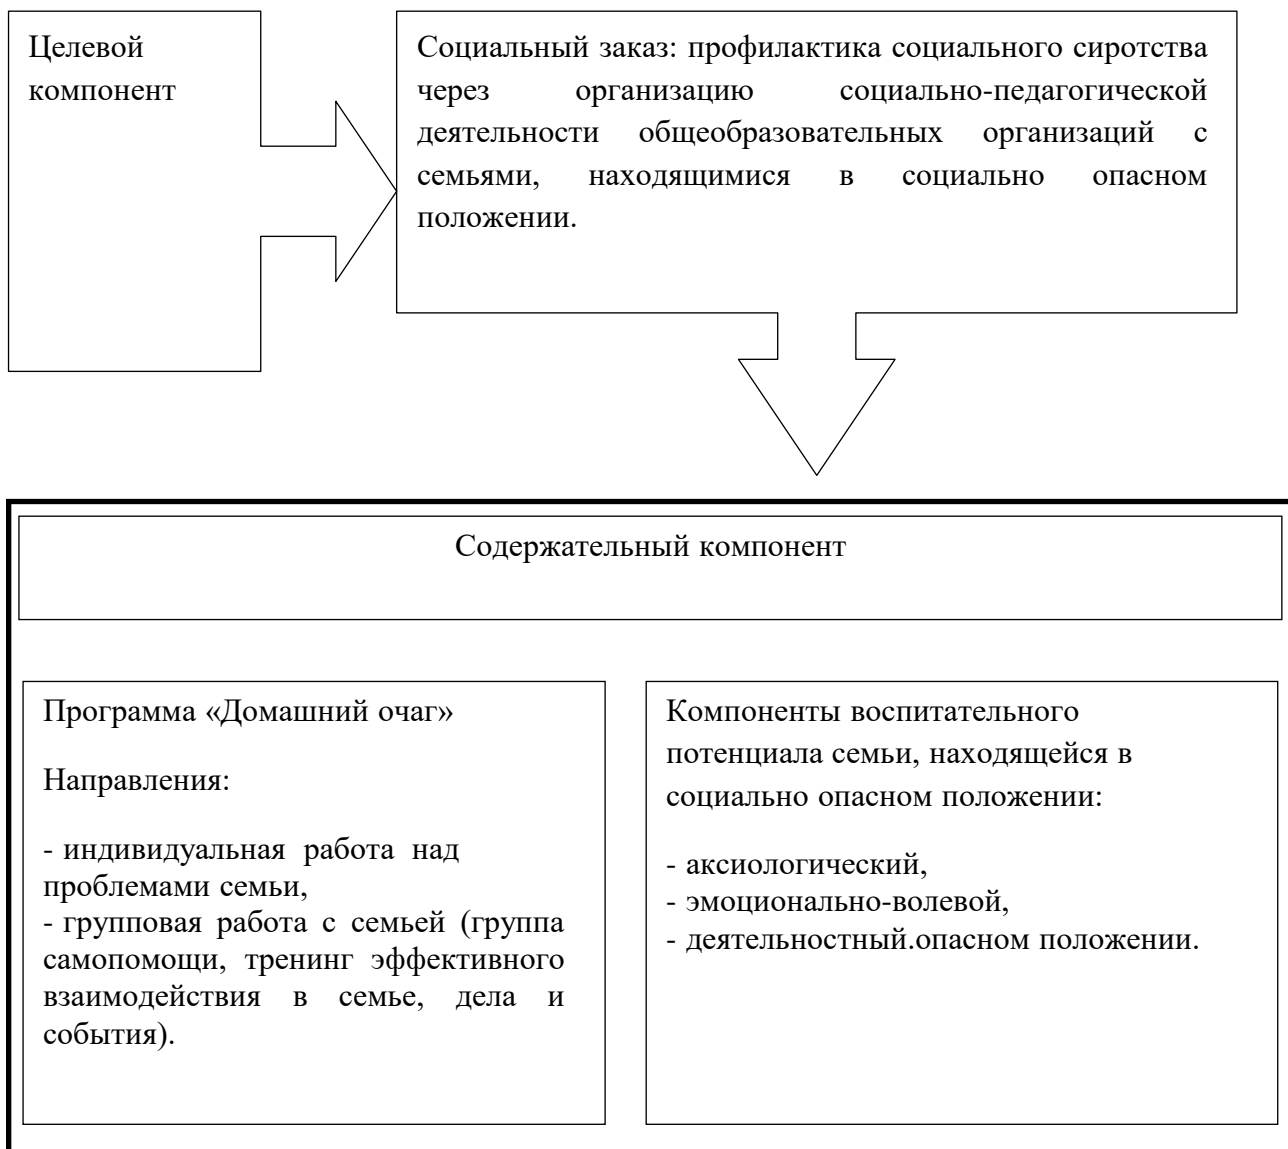 Целевой
компонент
Социальный заказ: профилактика социального сиротства
через организацию социально-педагогической
деятельности общеобразовательных организаций с
семьями, находящимися в социально опасном
положении.
Содержательный компонент
Программа «Домашний очаг»
Направления:
- индивидуальная работа над
проблемами семьи,
- групповая работа с семьей (группа
самопомощи, тренинг эффективного
взаимодействия в семье, дела и
события).
Компоненты воспитательного
потенциала семьи, находящейся в
социально опасном положении:
- аксиологический,
- эмоционально-волевой,
- деятельностный.опасном положении.